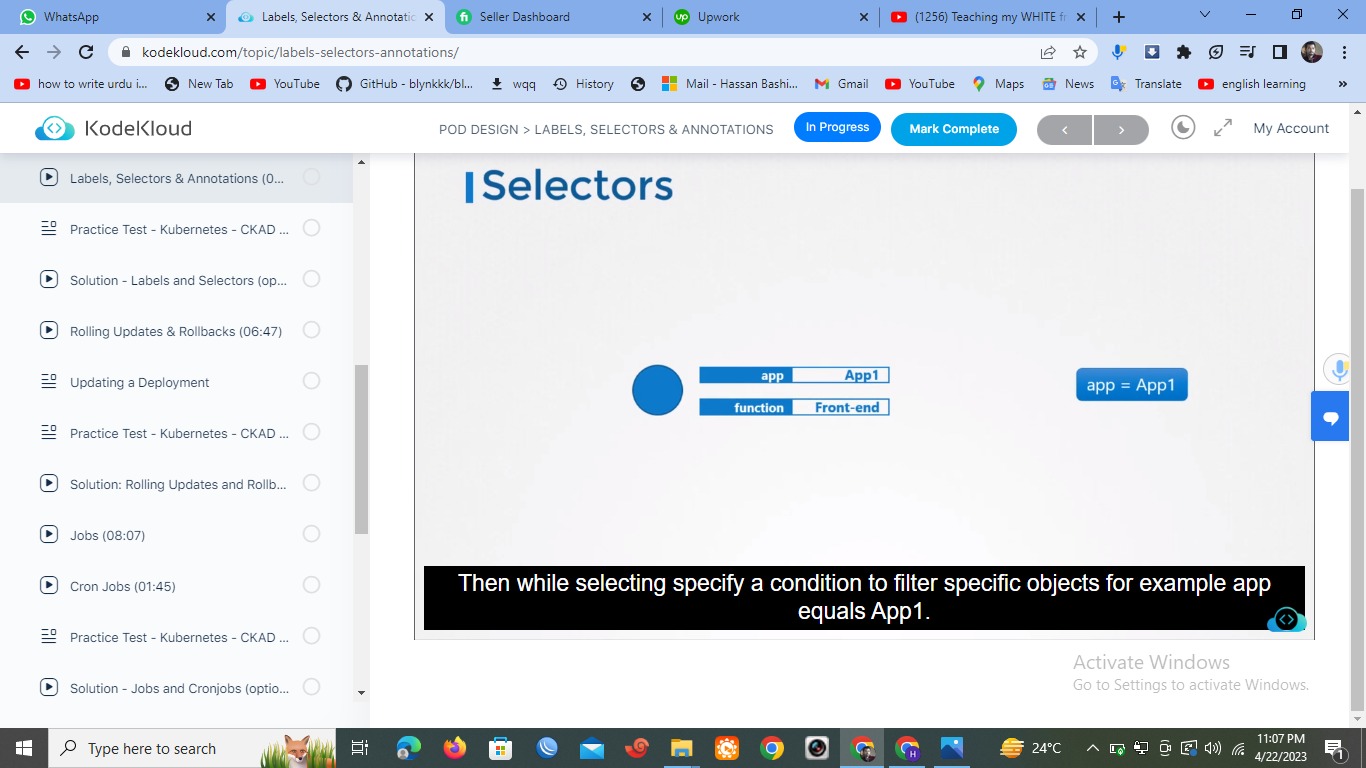 WhatsApp
Labels, Selectors & Annotatic
Seller Dashboard
Upwork
(1256) Teaching my WHITE fr
kodekloud.com/topic/labels-selectors-annotations/
how to write urdu i...
New Tab
YouTube
GitHub - blynkkk/bl...
wqq
History
Mail - Hassan Bashi...
Gmail
YouTube
Maps
News
Translate
english learning
»
KodeKloud
POD DESIGN > LABELS, SELECTORS & ANNOTATIONS
In Progress
Mark Complete
My Account
Labels, Selectors & Annotations (0...
Practice Test - Kubernetes - CKAD ...
Solution - Labels and Selectors (op...
Rolling Updates & Rollbacks (06:47)
Updating a Deployment
Practice Test - Kubernetes - CKAD ...
Solution: Rolling Updates and Rollb...
Jobs (08:07)
Cron Jobs (01:45)
Practice Test - Kubernetes - CKAD ...
Solution - Jobs and Cronjobs (optio...
Selectors
app App1
function Front-end
app = App1
Then while selecting specify a condition to filter specific objects for example app
equals App1.
Activate Windows
Go to Settings to activate Windows.
Type here to search
24°C
11:07 PM
4/22/2023
1